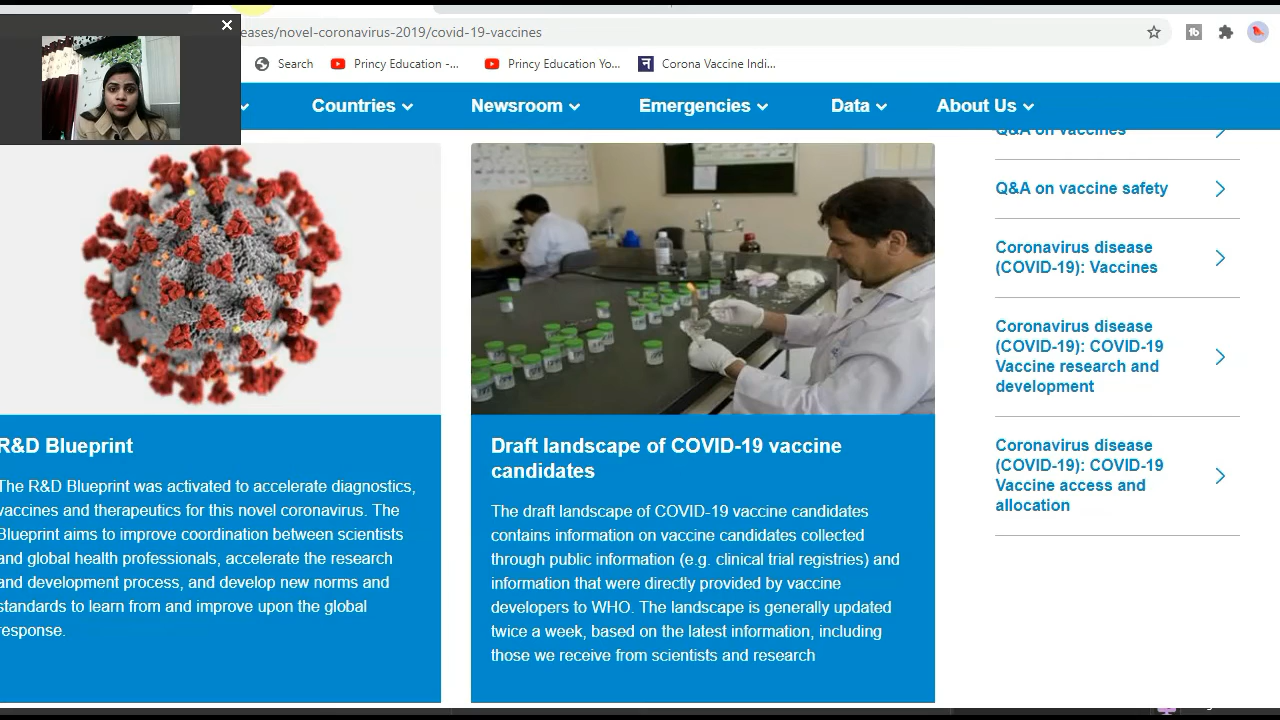 eases/novel-coronavirus-2019/covid-19-vaccines
Search
Princy Education -...
Princy Education Yo...
Corona Vaccine Indi...
Countries
Newsroom
Emergencies
Data
About Us
R&D Blueprint
The R&D Blueprint was activated to accelerate diagnostics,
vaccines and therapeutics for this novel coronavirus. The
Blueprint aims to improve coordination between scientists
and global health professionals, accelerate the research
and development process, and develop new norms and
standards to learn from and improve upon the global
response.
Draft landscape of COVID-19 vaccine
candidates
The draft landscape of COVID-19 vaccine candidates
contains information on vaccine candidates collected
through public information (e.g. clinical trial registries) and
information that were directly provided by vaccine
developers to WHO. The landscape is generally updated
twice a week, based on the latest information, including
those we receive from scientists and research
Q&A on vaccines
Q&A on vaccine safety
Coronavirus disease
(COVID-19): Vaccines
Coronavirus disease
(COVID-19): COVID-19
Vaccine research and
development
Coronavirus disease
(COVID-19): COVID-19
Vaccine access and
allocation